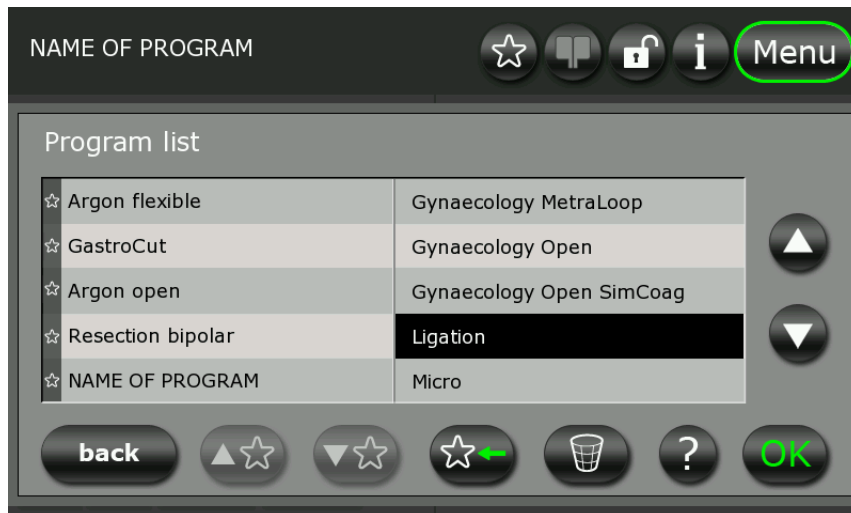 NAME OF PROGRAM
i
Menu
Program list
Argon flexible
Gynaecology MetraLoop
GastroCut
Gynaecology Open
Argon open
Gynaecology Open SimCoag
Resection bipolar
Ligation
NAME OF PROGRAM
Micro
back
?
OK